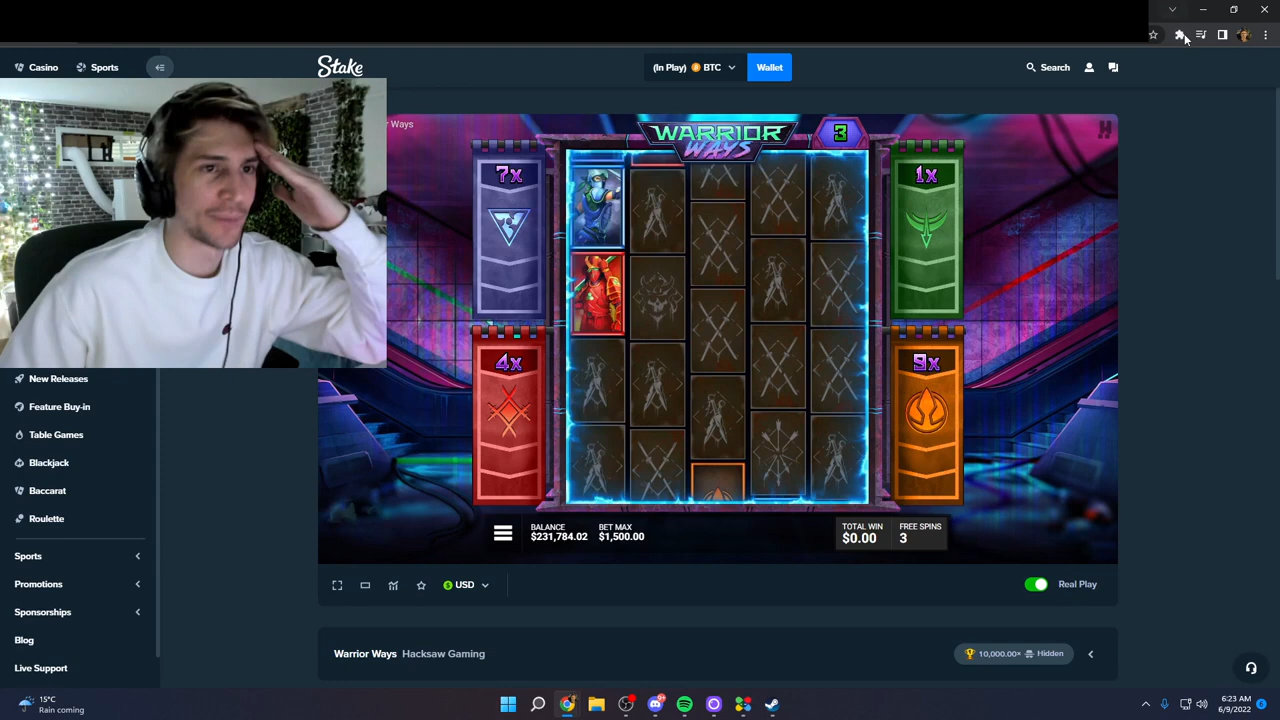 Casino
Sports
Stake
(In Play) BTC
Wallet
Search
r Ways
WARRIOR
WAYS
3
7x
1x
4x
9x
New Releases
Feature Buy-in
Table Games
Blackjack
Baccarat
Roulette
Sports
Promotions
Sponsorships
Blog
Live Support
BALANCE
$231,784.02
BET MAX
$1,500.00
TOTAL WIN
$0.00
FREE SPINS
3
USD
Real Play
Warrior Ways Hacksaw Gaming
10,000.00× Hidden
15°C
Rain coming
9+
6:23 AM
6/9/2022